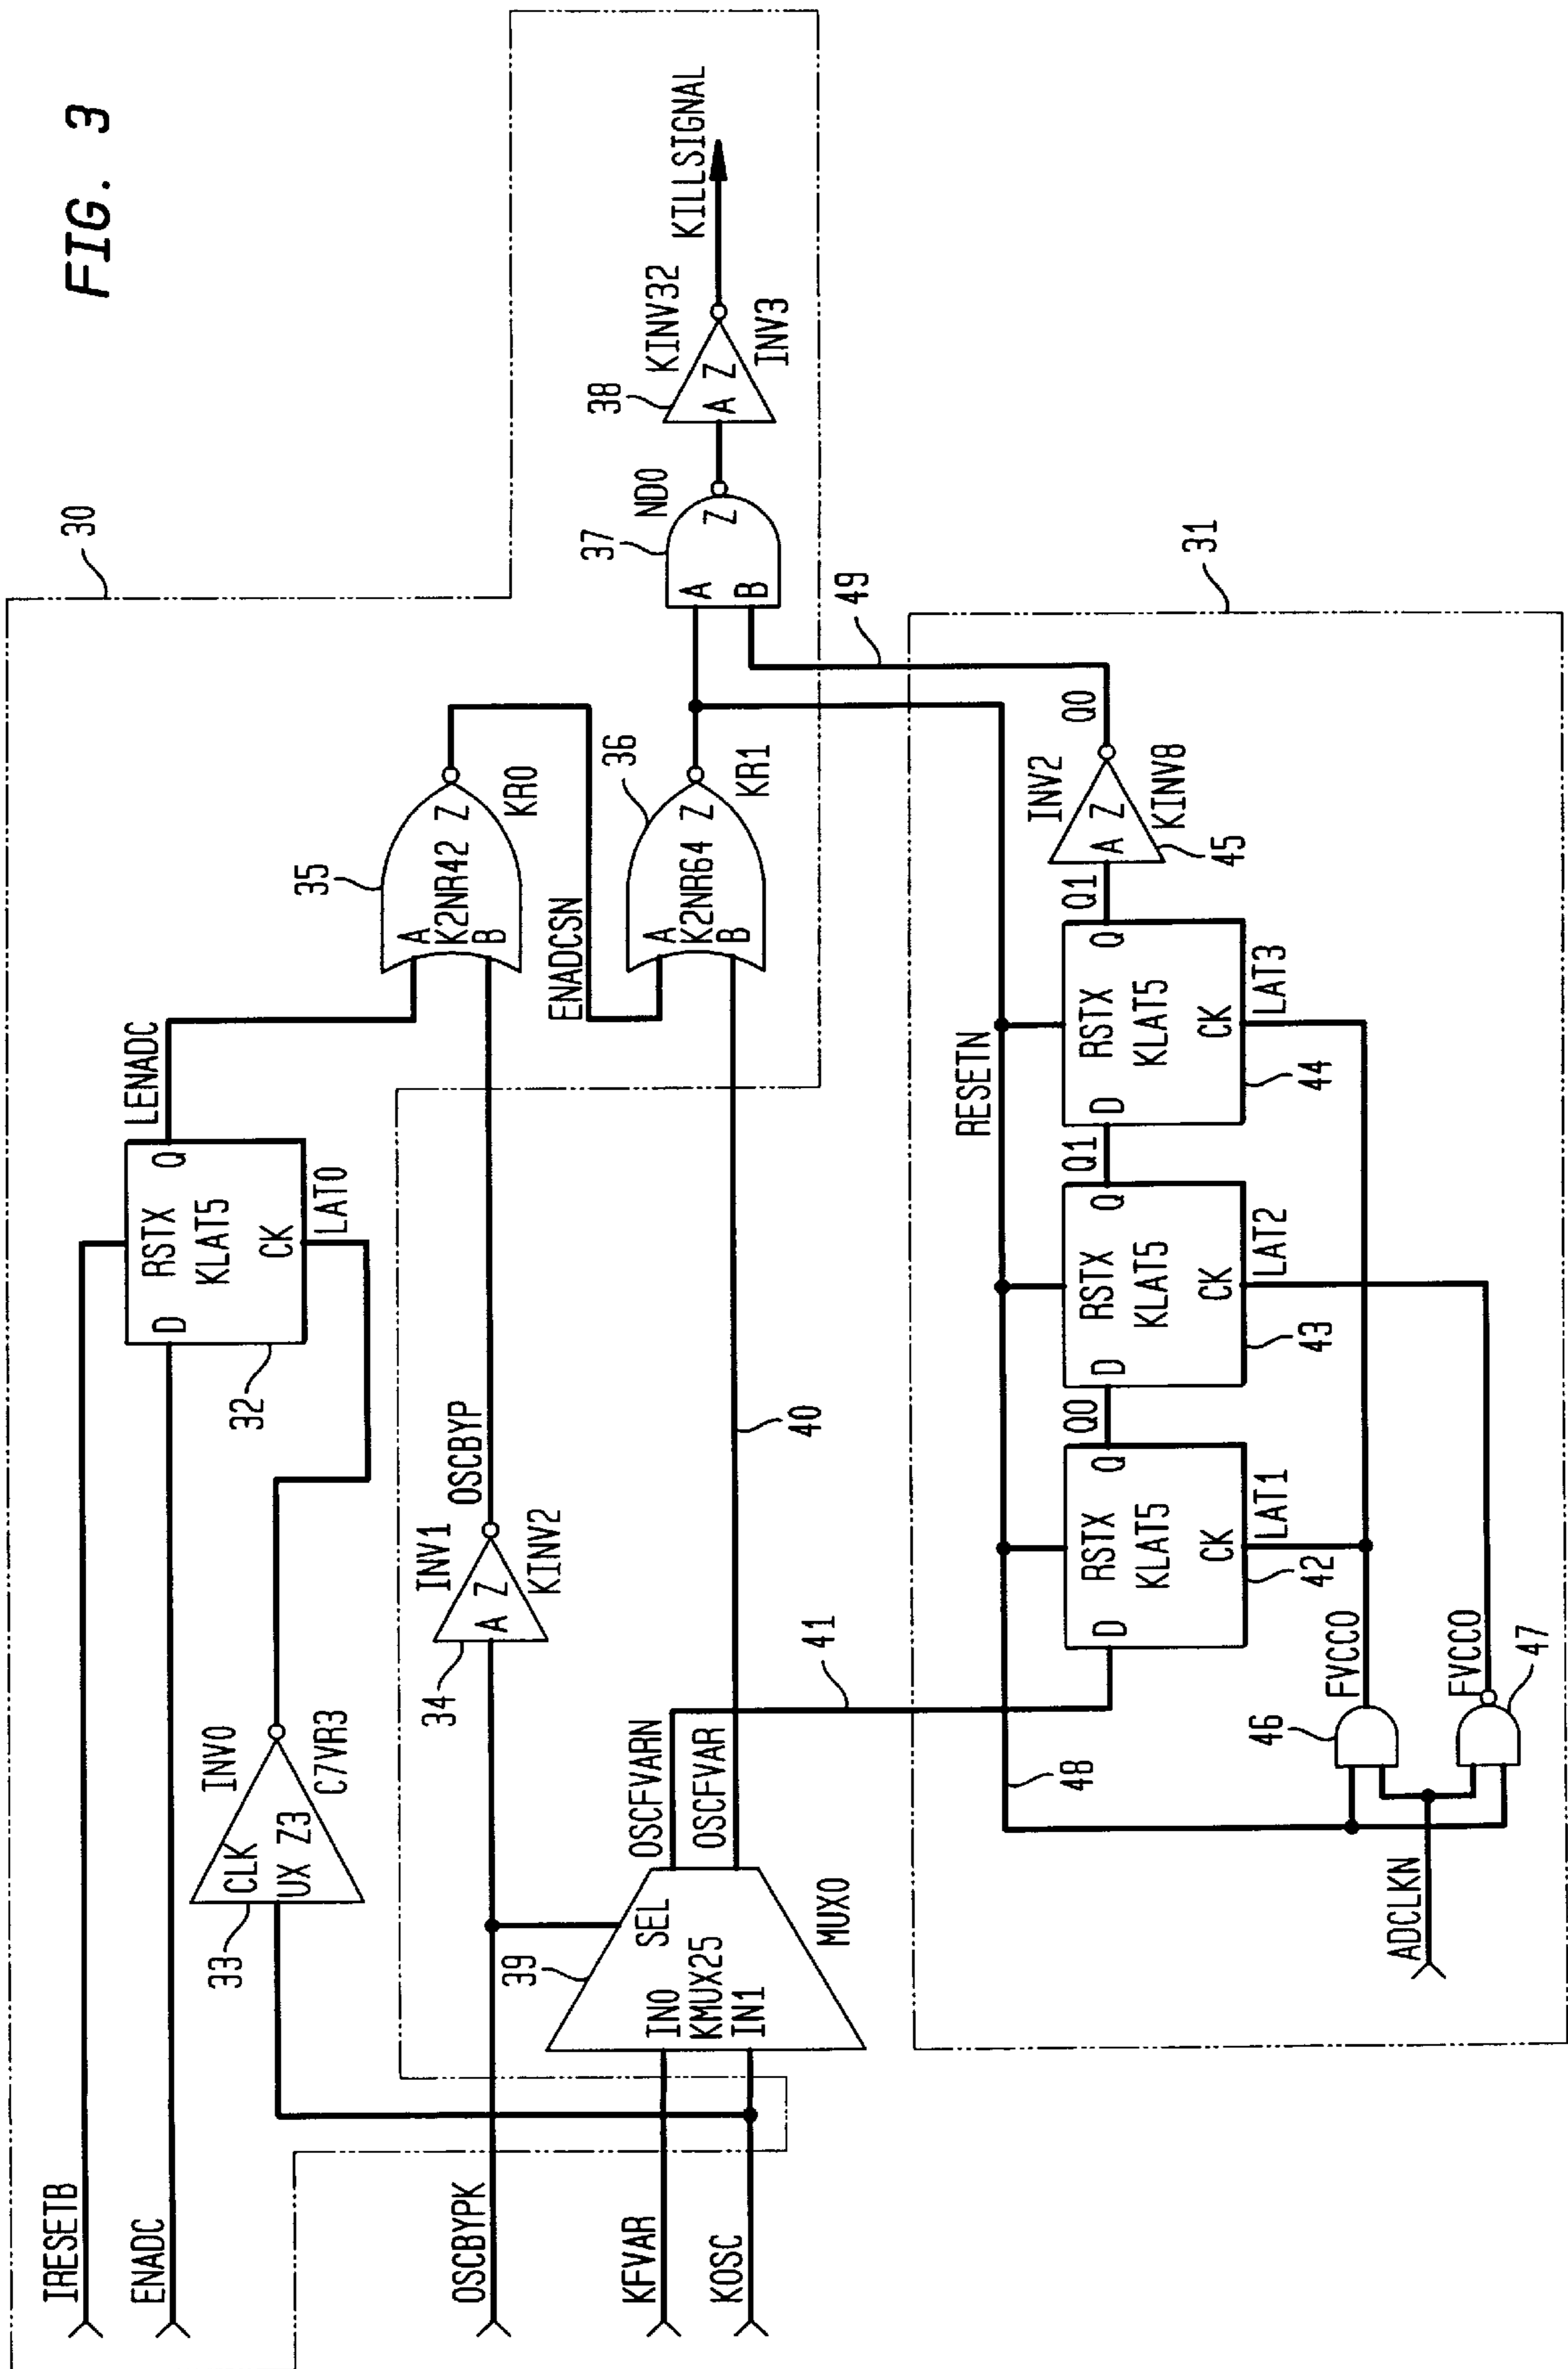 FIG. 3
30
IRESETB
ENADC
OSCBYPK
KFVAR
KOSC
33
CLK
UX Z3
INV0
C7VR3
32
D
RSTX
KLAT5
CK
Q
LAT0
LENADC
34
A Z
INV1
KINV2
OSCBYP
35
A
K2NR42 Z
B
KR0
ENADCSN
36
A
K2NR64 Z
B
KR1
37
A
B
Z
ND0
38
A Z
KINV32
INV3
KILLSIGNAL
39
SEL
IN0
KMUX25
IN1
MUX0
OSCFVARN
OSCFVAR
40
41
31
49
48
RESETN
D
RSTX
KLAT5
CK
Q
42
LAT1
Q0
D
RSTX
KLAT5
CK
Q
43
LAT2
Q1
D
RSTX
KLAT5
CK
Q
44
LAT3
Q1
INV2
A Z
KINV8
45
Q0
46
FVCCO
47
FVCCO
ADCLKN